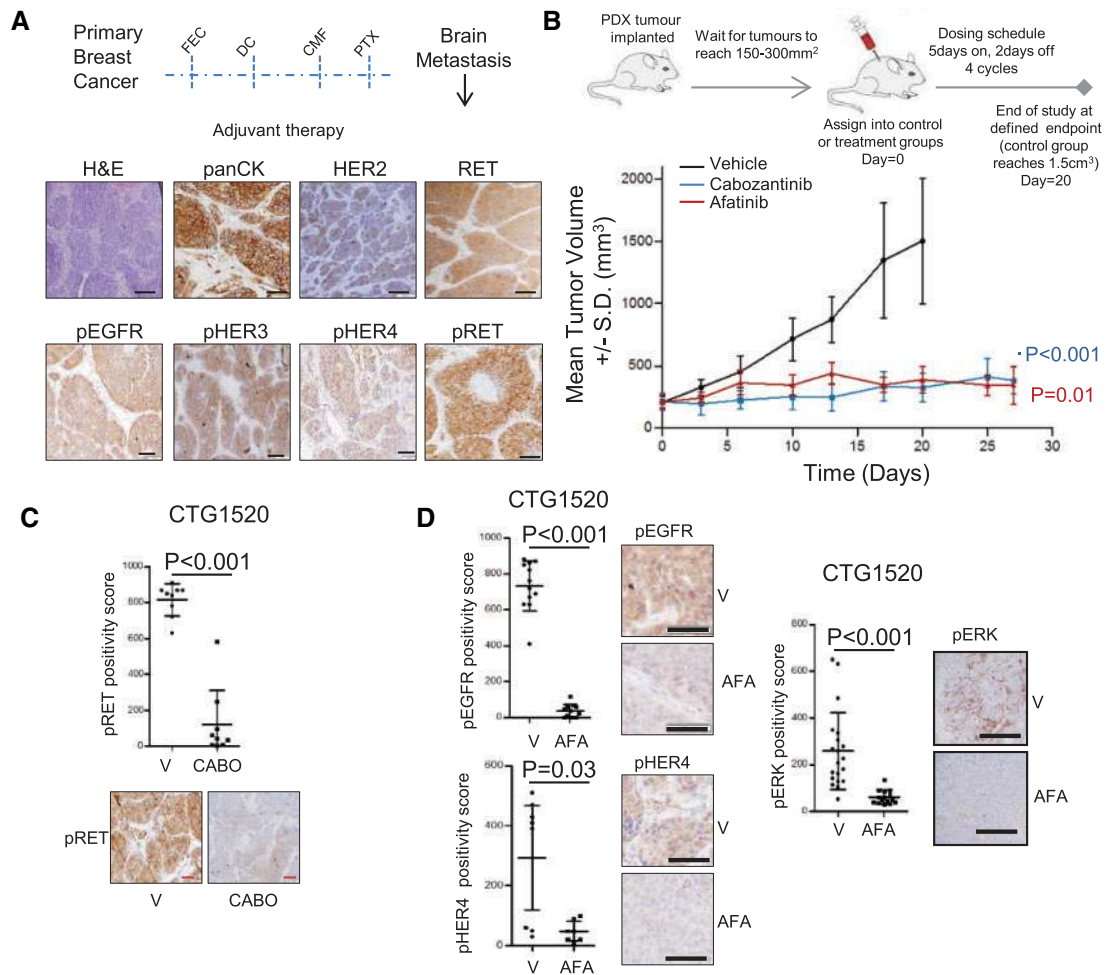 A
Primary
Breast
Cancer
FEC
DC
CMF
PTX
Brain
Metastasis
Adjuvant therapy
H&E
panCK
HER2
RET
pEGFR
pHER3
pHER4
pRET
B
PDX tumour
implanted
Wait for tumours to
reach 150-300mm²
Dosing schedule
5days on, 2days off
4 cycles
Assign into control
or treatment groups
Day=0
End of study at
defined endpoint
(control group
reaches 1.5cm³)
Day=20
Vehicle
Cabozantinib
Afatinib
Mean Tumor Volume
+/- S.D. (mm³)
2000
1500
1000
500
0
0
5
10
15
20
25
30
Time (Days)
P<0.001
P=0.01
C
CTG1520
P<0.001
pRET positivity score
1000
800
600
400
200
0
V
CABO
pRET
V
CABO
D
CTG1520
P<0.001
pEGFR positivity score
1000
800
600
400
200
0
V
AFA
pEGFR
V
AFA
P=0.03
pHER4 positivity score
600
400
200
0
V
AFA
pHER4
V
AFA
CTG1520
P<0.001
pERK positivity score
800
600
400
200
0
V
AFA
pERK
V
AFA